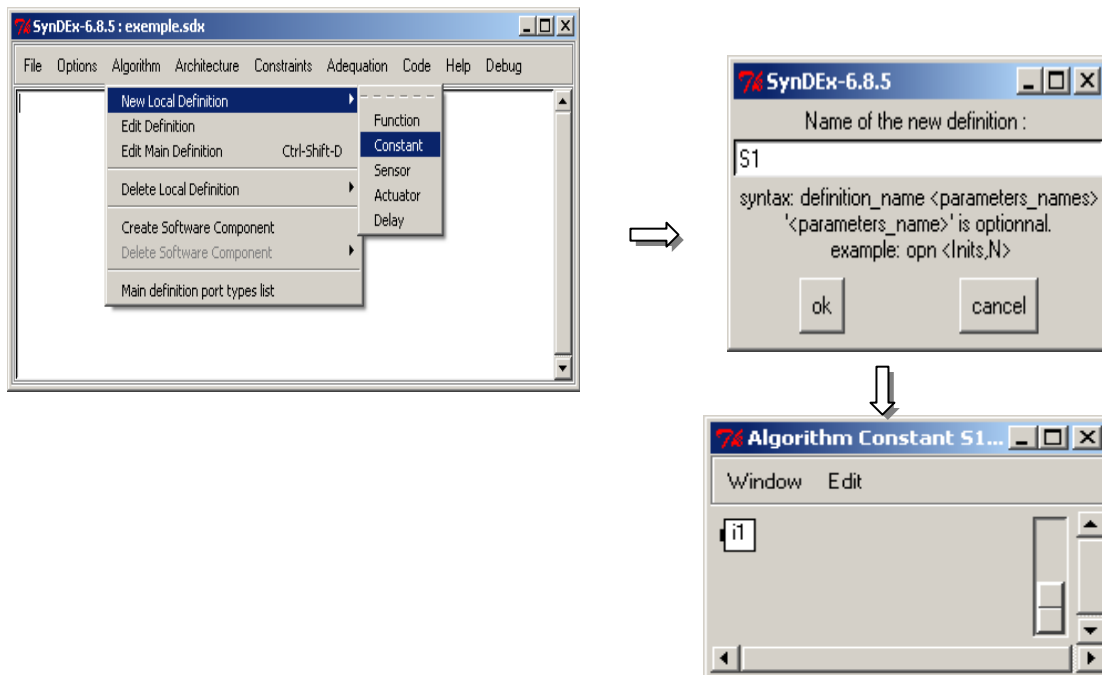 SynDEx-6.8.5 : exemple.sdx
File Options Algorithm Architecture Constraints Adequation Code Help Debug
New Local Definition
Edit Definition
Edit Main Definition Ctrl-Shift-D
Delete Local Definition
Create Software Component
Delete Software Component
Main definition port types list
Function
Constant
Sensor
Actuator
Delay
SynDEx-6.8.5
Name of the new definition :
S1
syntax: definition_name <parameters_names>
'<parameters_name>' is optionnal.
example: opn <Inits,N>
ok cancel
Algorithm Constant S1...
Window Edit
i1